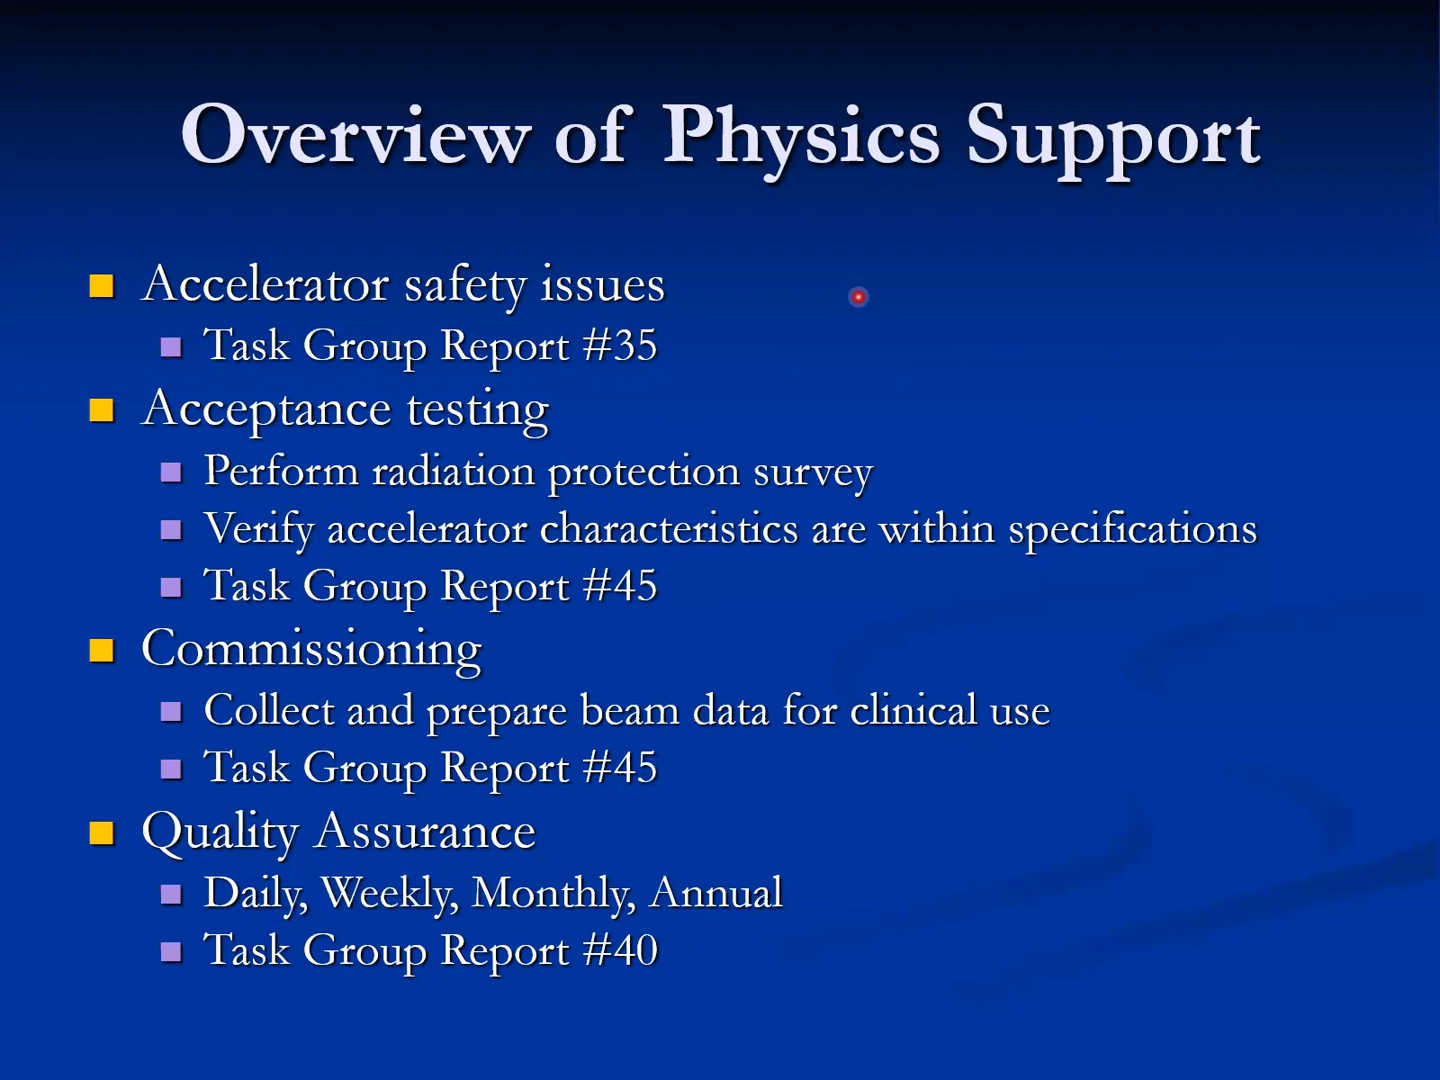 Overview of Physics Support
Accelerator safety issues
Task Group Report #35
Acceptance testing
Perform radiation protection survey
Verify accelerator characteristics are within specifications
Task Group Report #45
Commissioning
Collect and prepare beam data for clinical use
Task Group Report #45
Quality Assurance
Daily, Weekly, Monthly, Annual
Task Group Report #40